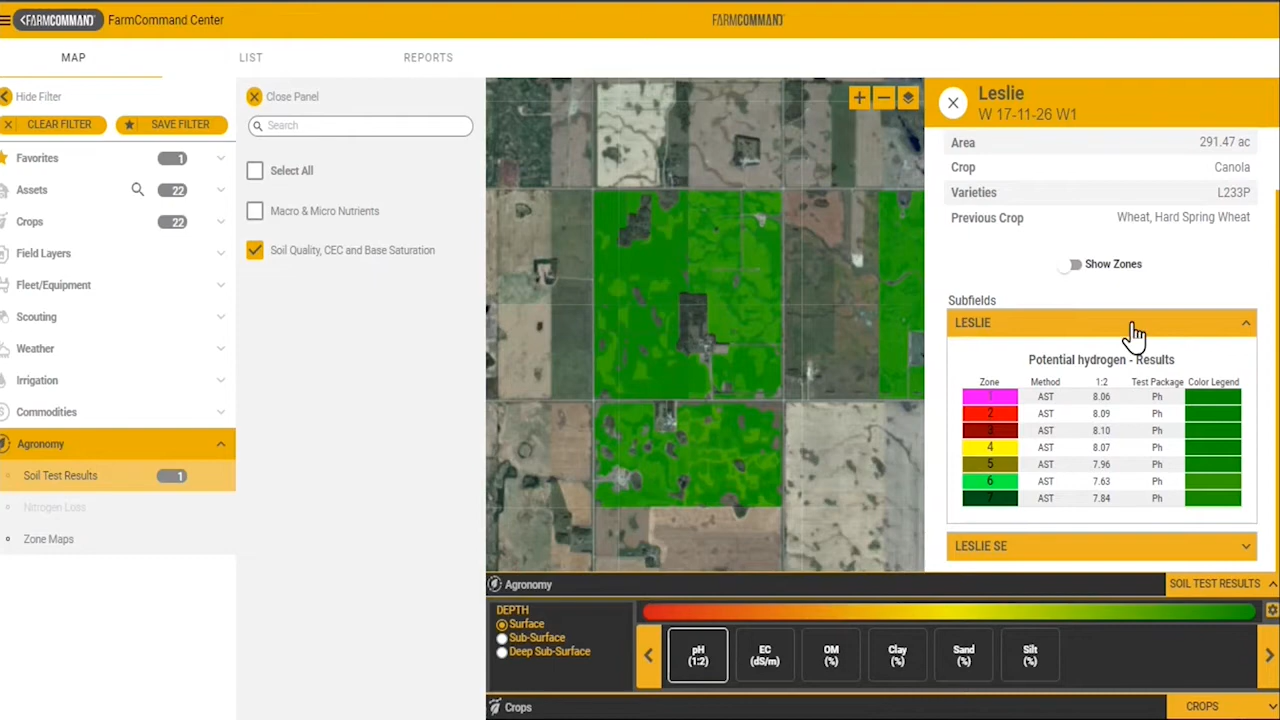 FARMCOMMAND FarmCommand Center
FARMCOMMAND
MAP LIST REPORTS
Hide Filter
CLEAR FILTER SAVE FILTER
Favorites 1
Assets 22
Crops 22
Field Layers
Fleet/Equipment
Scouting
Weather
Irrigation
Commodities
Agronomy
Soil Test Results 1
Nitrogen Loss
Zone Maps
Close Panel
Search
Select All
Macro & Micro Nutrients
Soil Quality, CEC and Base Saturation
Leslie
W 17-11-26 W1
Area 291.47 ac
Crop Canola
Varieties L233P
Previous Crop Wheat, Hard Spring Wheat
Show Zones
Subfields
LESLIE
Potential hydrogen - Results
Zone Method 1:2 Test Package Color Legend
1 AST 8.06 Ph
2 AST 8.09 Ph
3 AST 8.10 Ph
4 AST 8.07 Ph
5 AST 7.96 Ph
6 AST 7.63 Ph
7 AST 7.84 Ph
LESLIE SE
Agronomy SOIL TEST RESULTS
DEPTH
Surface
Sub-Surface
Deep Sub-Surface
pH
(1:2)
EC
(dS/m)
OM
(%)
Clay
(%)
Sand
(%)
Silt
(%)
Crops CROPS